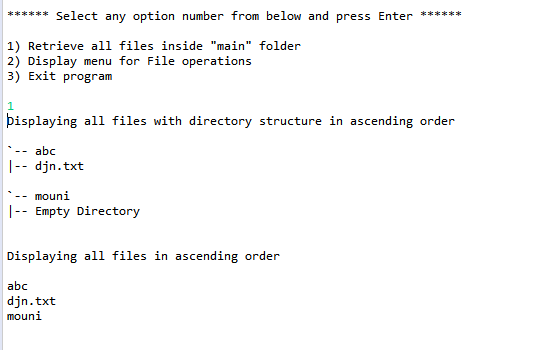 ****** Select any option number from below and press Enter ******
1) Retrieve all files inside "main" folder
2) Display menu for File operations
3) Exit program
1
Displaying all files with directory structure in ascending order
`-- abc
|-- djn.txt
`-- mouni
|-- Empty Directory
Displaying all files in ascending order
abc
djn.txt
mouni